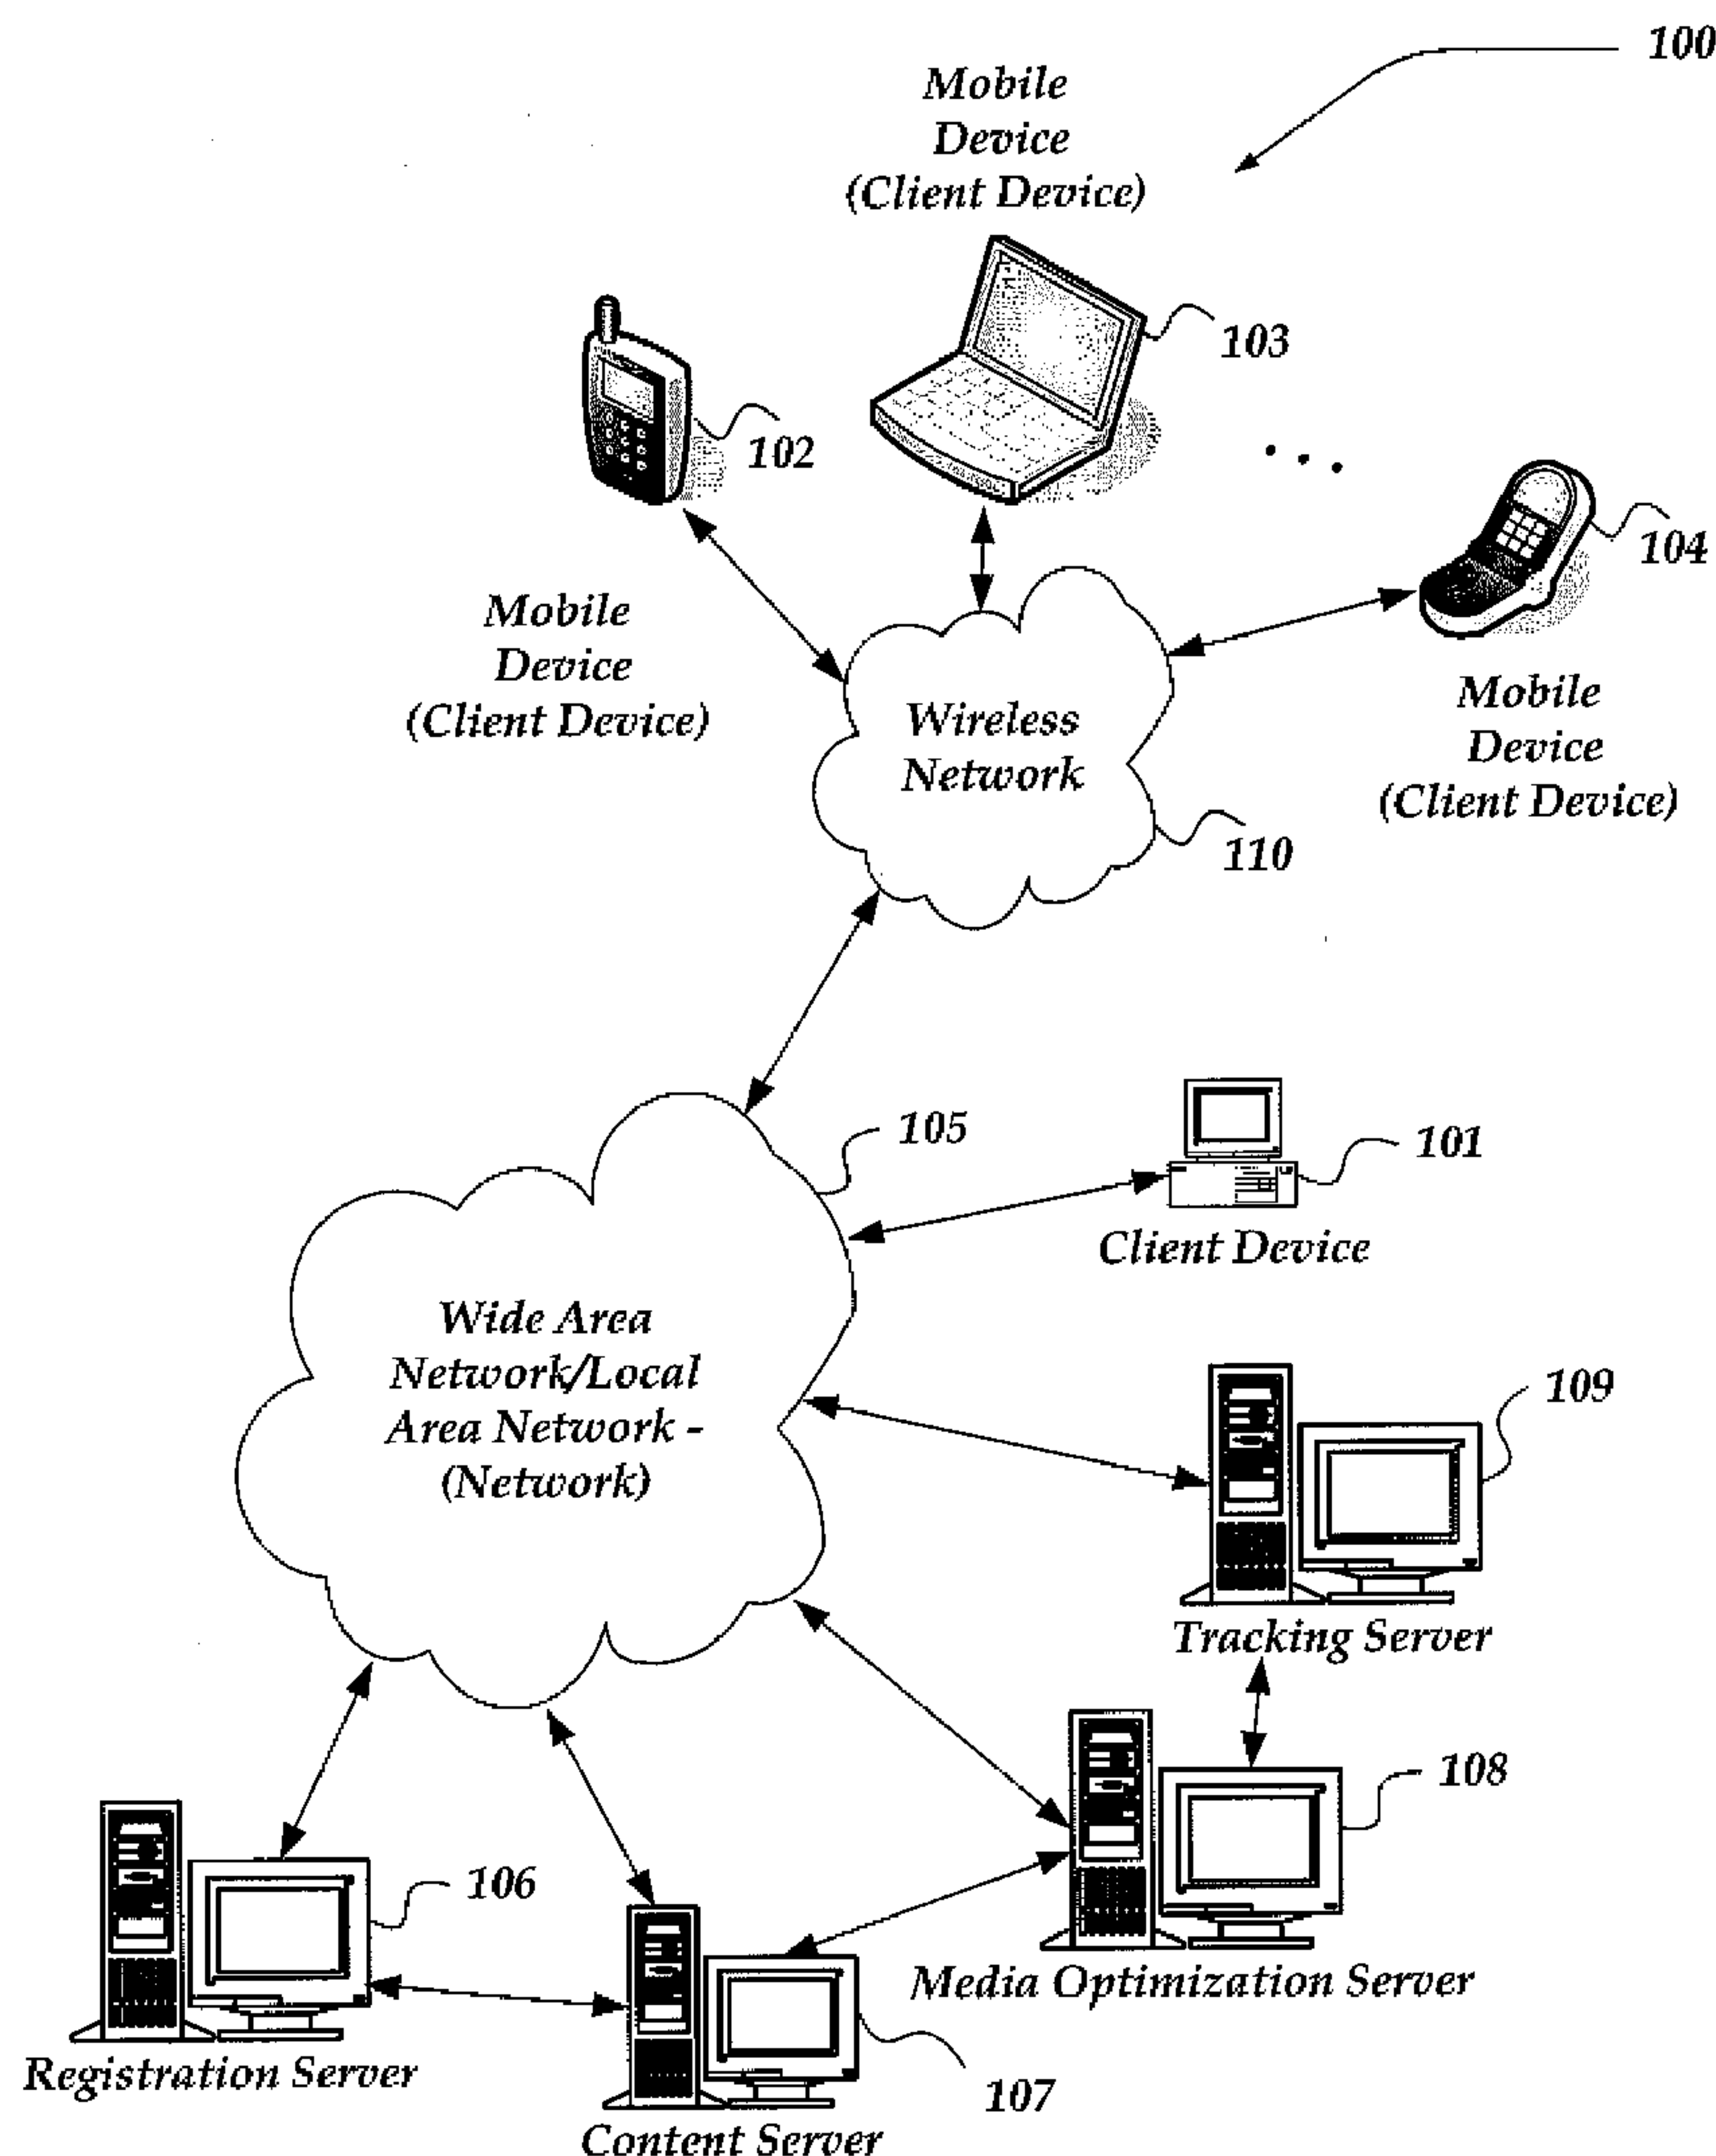 100
Mobile
Device
(Client Device)
103
102
104
Mobile
Device
(Client Device)
Mobile
Device
(Client Device)
Wireless
Network
110
105
101
Client Device
Wide Area
Network/Local
Area Network -
(Network)
109
Tracking Server
108
Media Optimization Server
106
Registration Server
107
Content Server